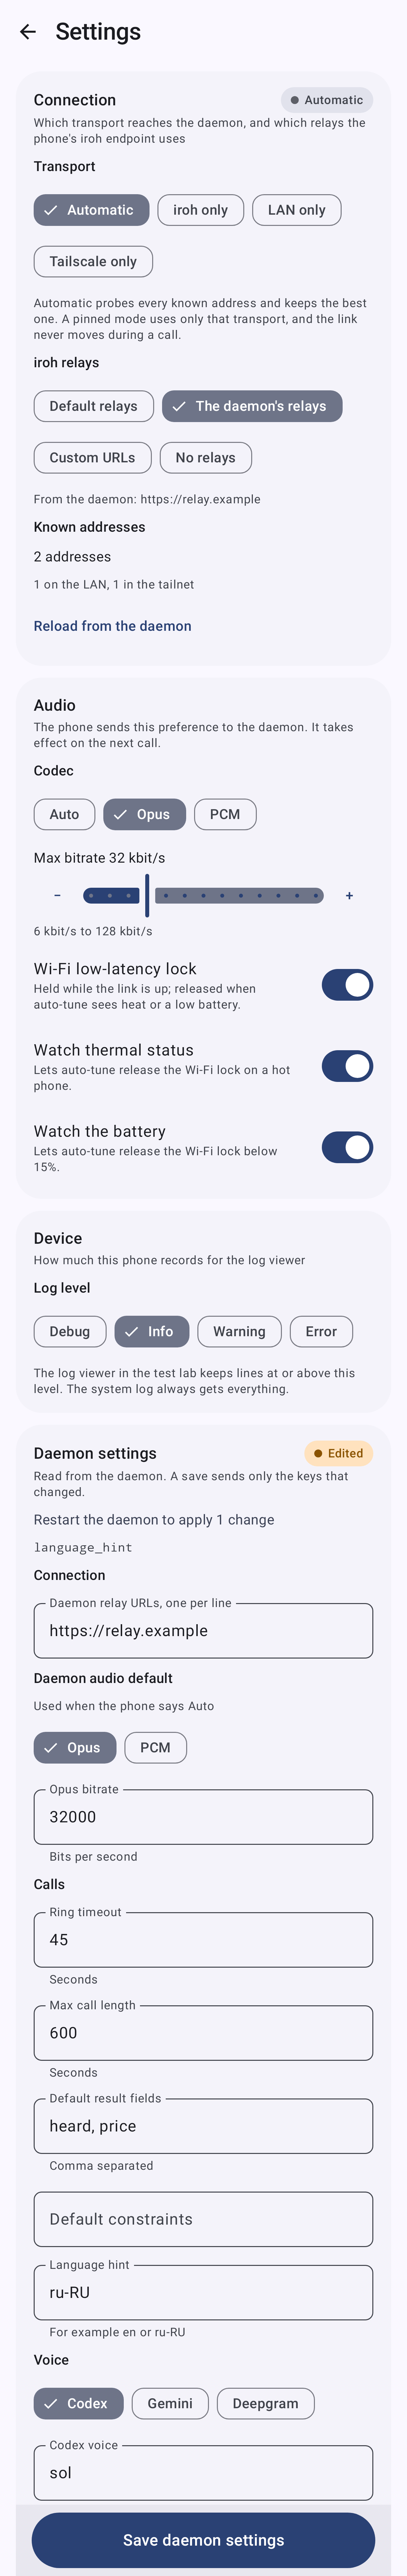 Settings
Connection
Automatic
Which transport reaches the daemon, and which relays the
phone's iroh endpoint uses
Transport
Automatic
iroh only
LAN only
Tailscale only
Automatic probes every known address and keeps the best
one. A pinned mode uses only that transport, and the link
never moves during a call.
iroh relays
Default relays
The daemon's relays
Custom URLs
No relays
From the daemon: https://relay.example
Known addresses
2 addresses
1 on the LAN, 1 in the tailnet
Reload from the daemon
Audio
The phone sends this preference to the daemon. It takes
effect on the next call.
Codec
Auto
Opus
PCM
Max bitrate 32 kbit/s
-
+
6 kbit/s to 128 kbit/s
Wi-Fi low-latency lock
Held while the link is up; released when
auto-tune sees heat or a low battery.
Watch thermal status
Lets auto-tune release the Wi-Fi lock on a hot
phone.
Watch the battery
Lets auto-tune release the Wi-Fi lock below
15%.
Device
How much this phone records for the log viewer
Log level
Debug
Info
Warning
Error
The log viewer in the test lab keeps lines at or above this
level. The system log always gets everything.
Daemon settings
Edited
Read from the daemon. A save sends only the keys that
changed.
Restart the daemon to apply 1 change
language_hint
Connection
Daemon relay URLs, one per line
https://relay.example
Daemon audio default
Used when the phone says Auto
Opus
PCM
Opus bitrate
32000
Bits per second
Calls
Ring timeout
45
Seconds
Max call length
600
Seconds
Default result fields
heard, price
Comma separated
Default constraints
Language hint
ru-RU
For example en or ru-RU
Voice
Codex
Gemini
Deepgram
Codex voice
sol
Save daemon settings